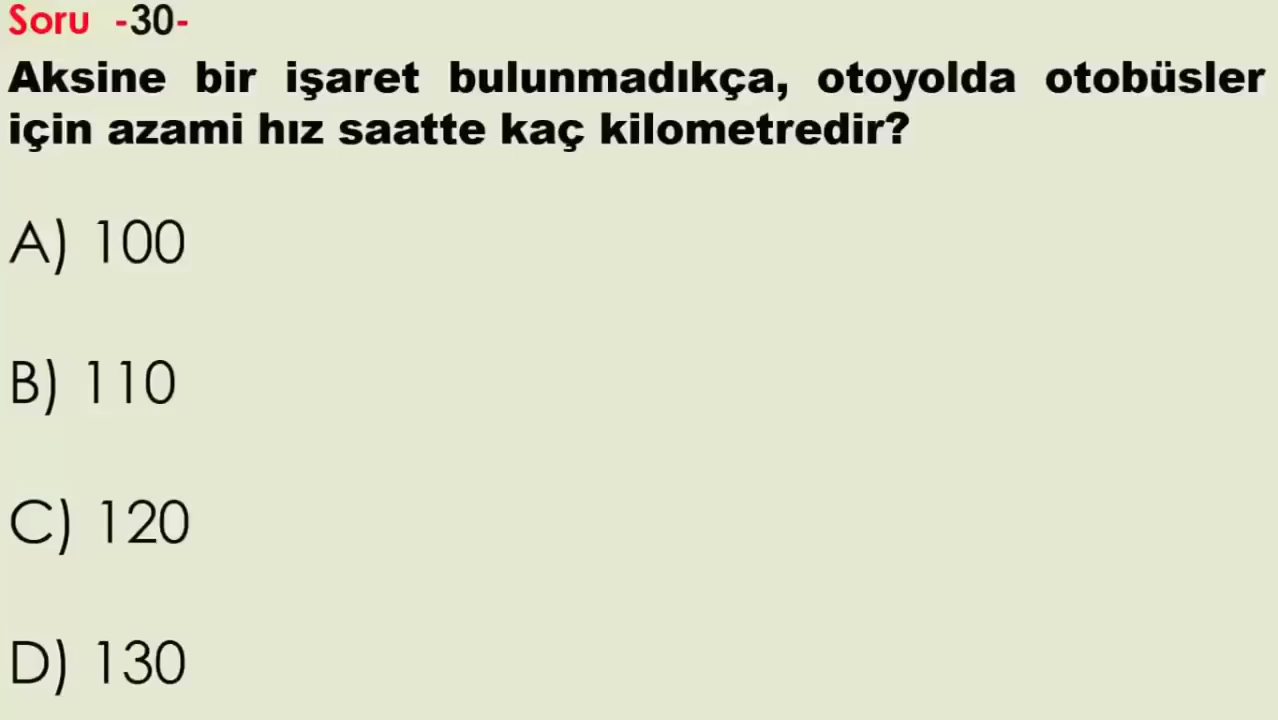 Soru -30-
Aksine bir işaret bulunmadıkça, otoyolda otobüsler
için azami hız saatte kaç kilometredir?
A) 100
B) 110
C) 120
D) 130